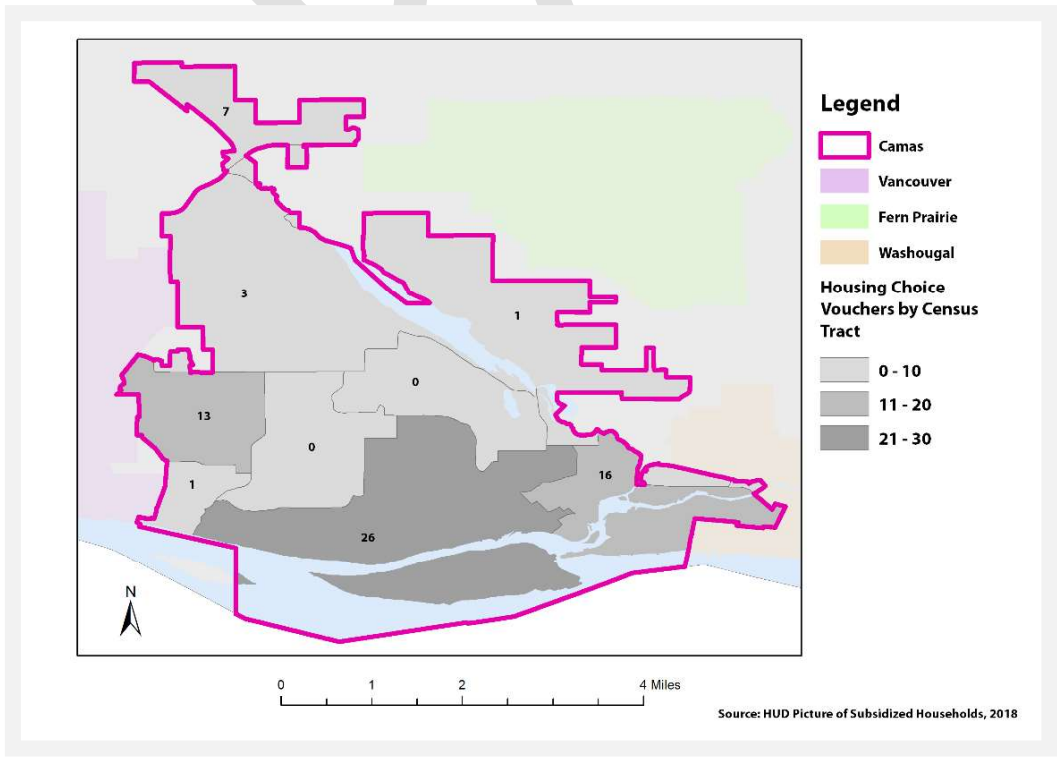 7
3
1
0
13
0
1
16
26
N
0 1 2 4 Miles
Legend
Camas
Vancouver
Fern Prairie
Washougal
Housing Choice
Vouchers by Census
Tract
0 - 10
11 - 20
21 - 30
Source: HUD Picture of Subsidized Households, 2018